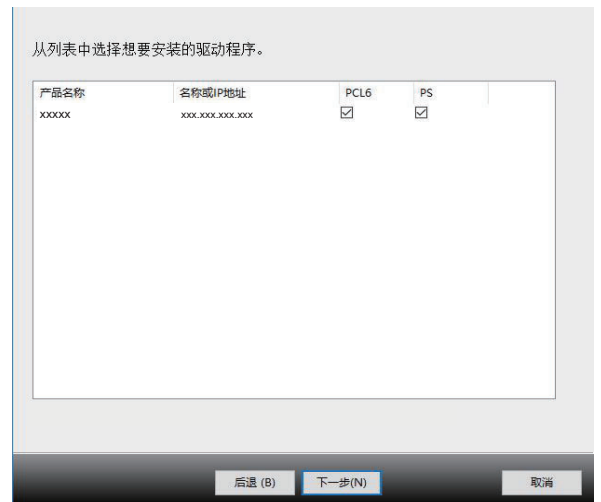 从列表中选择想要安装的驱动程序。
产品名称 名称或IP地址 PCL6 PS
xxxxx xxx.xxx.xxx.xxx
后退 (B) 下一步(N) 取消